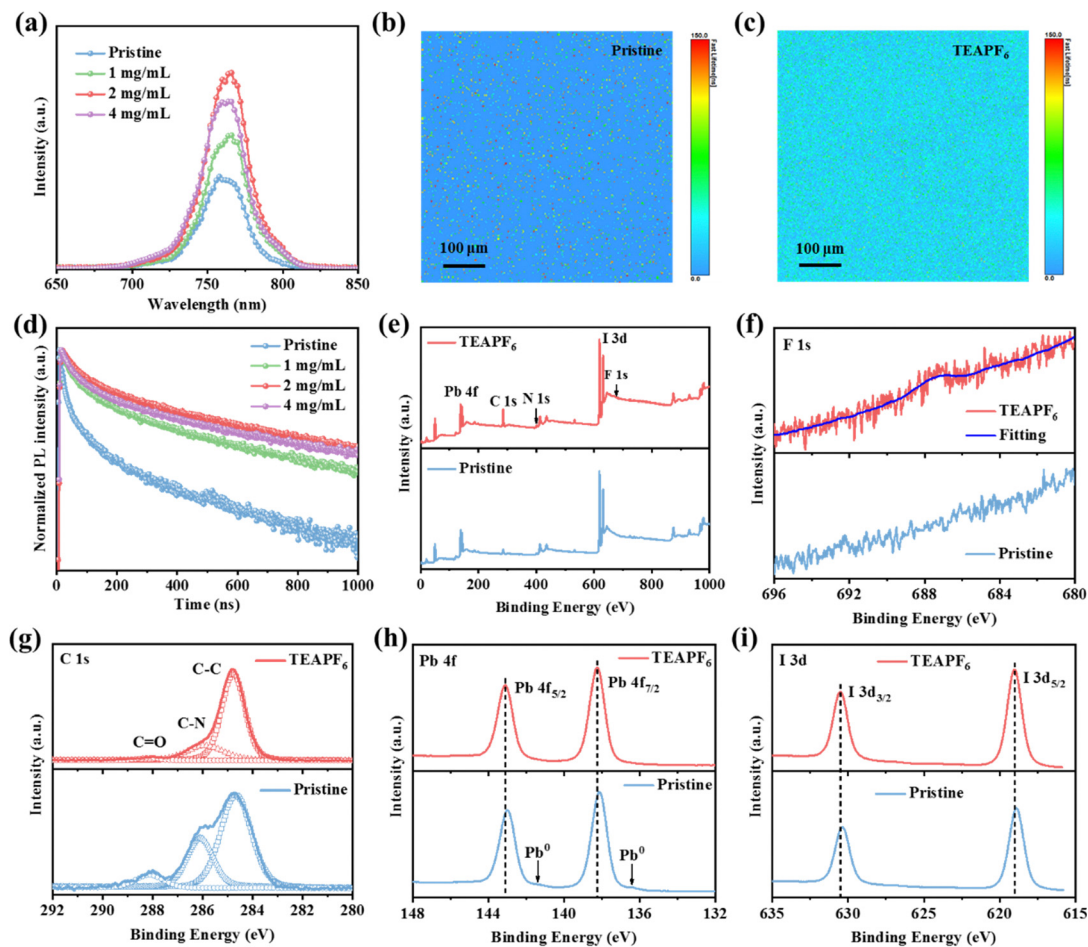 (a)
Pristine
1 mg/mL
2 mg/mL
4 mg/mL
Intensity (a.u.)
650 700 750 800 850
Wavelength (nm)
(b)
Pristine
100 µm
150.0
Fast Lifetime[ns]
0.0
(c)
TEAPF₆
100 µm
150.0
Fast Lifetime[ns]
0.0
(d)
Pristine
1 mg/mL
2 mg/mL
4 mg/mL
Normalized PL intensity (a.u.)
0 200 400 600 800 1000
Time (ns)
(e)
TEAPF₆
I 3d
F 1s
Pb 4f
C 1s
N 1s
Pristine
Intensity (a.u.)
0 200 400 600 800 1000
Binding Energy (eV)
(f)
F 1s
TEAPF₆
Fitting
Pristine
Intensity (a.u.)
696 692 688 684 680
Binding Energy (eV)
(g)
C 1s
TEAPF₆
C-C
C-N
C=O
Pristine
Intensity (a.u.)
292 290 288 286 284 282 280
Binding Energy (eV)
(h)
Pb 4f
TEAPF₆
Pb 4f₅/₂
Pb 4f₇/₂
Pristine
Pb⁰
Pb⁰
Intensity (a.u.)
148 144 140 136 132
Binding Energy (eV)
(i)
I 3d
TEAPF₆
I 3d₃/₂
I 3d₅/₂
Pristine
Intensity (a.u.)
635 630 625 620 615
Binding Energy (eV)